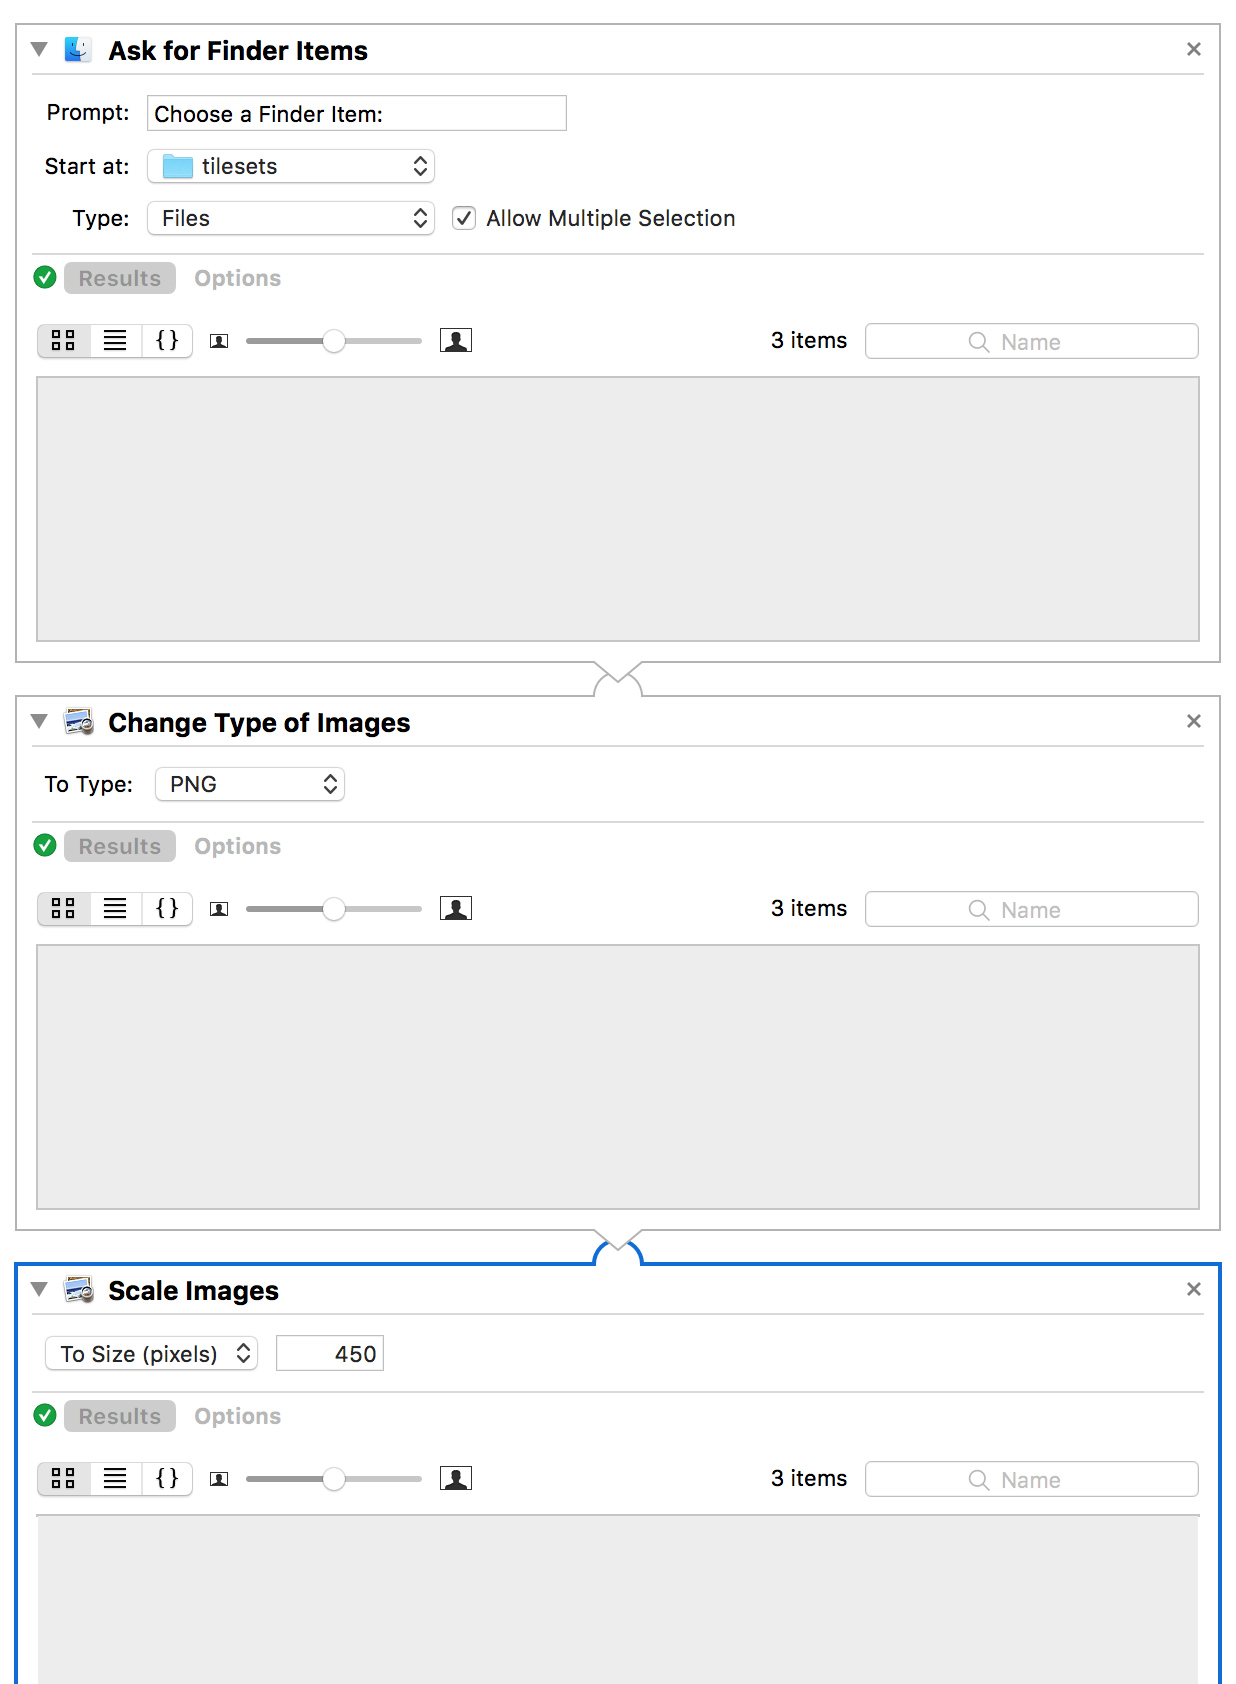 Ask for Finder Items
Prompt: Choose a Finder Item:
Start at: tilesets
Type: Files Allow Multiple Selection
Results Options
{} 3 items Name
Change Type of Images
To Type: PNG
Results Options
{} 3 items Name
Scale Images
To Size (pixels) 450
Results Options
{} 3 items Name